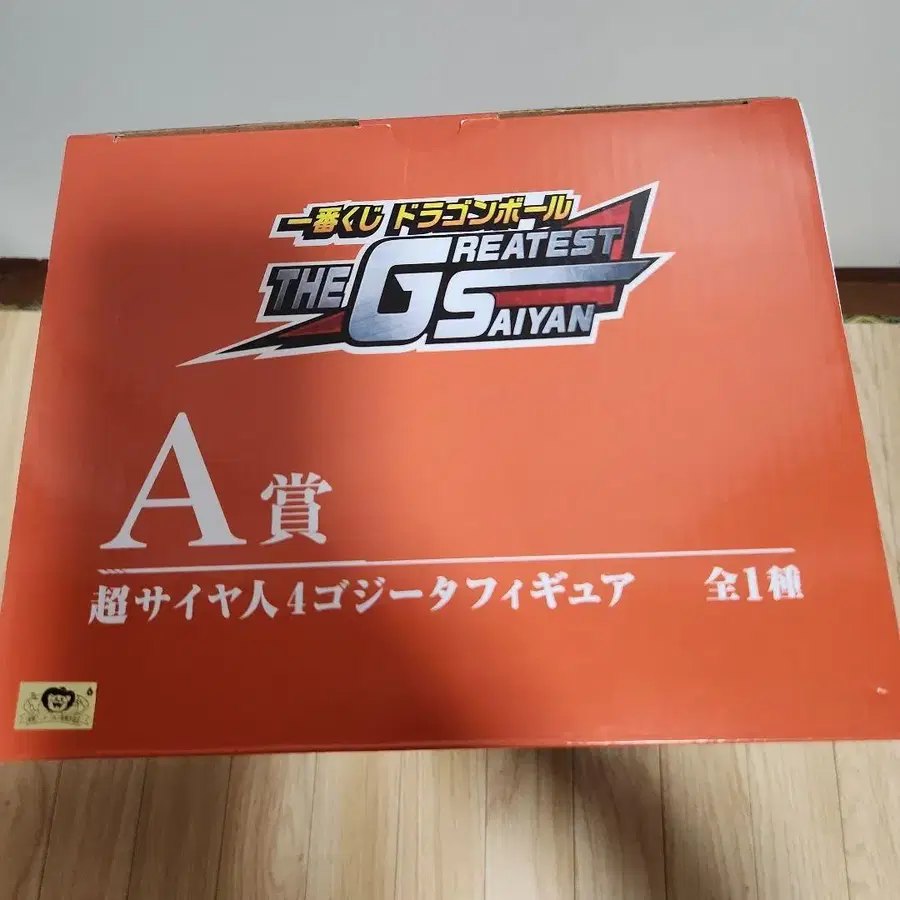 一番くじ ドラゴンボール
THE GREATEST SAIYAN
A賞
超サイヤ人4ゴジータフィギュア 全1種